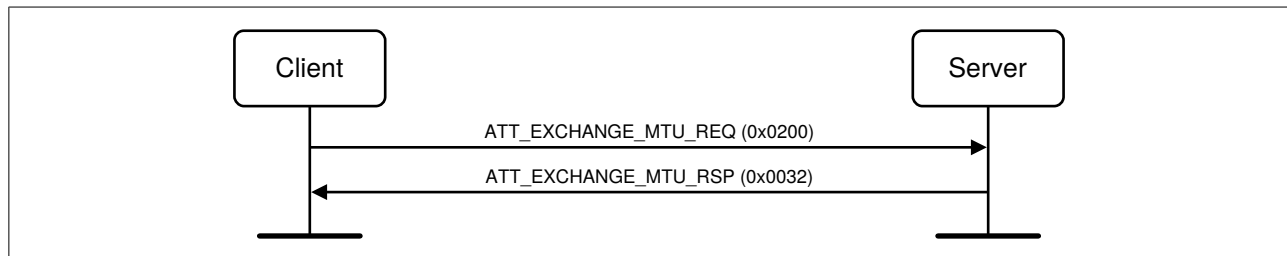 Client
Server
ATT_EXCHANGE_MTU_REQ (0x0200)
ATT_EXCHANGE_MTU_RSP (0x0032)